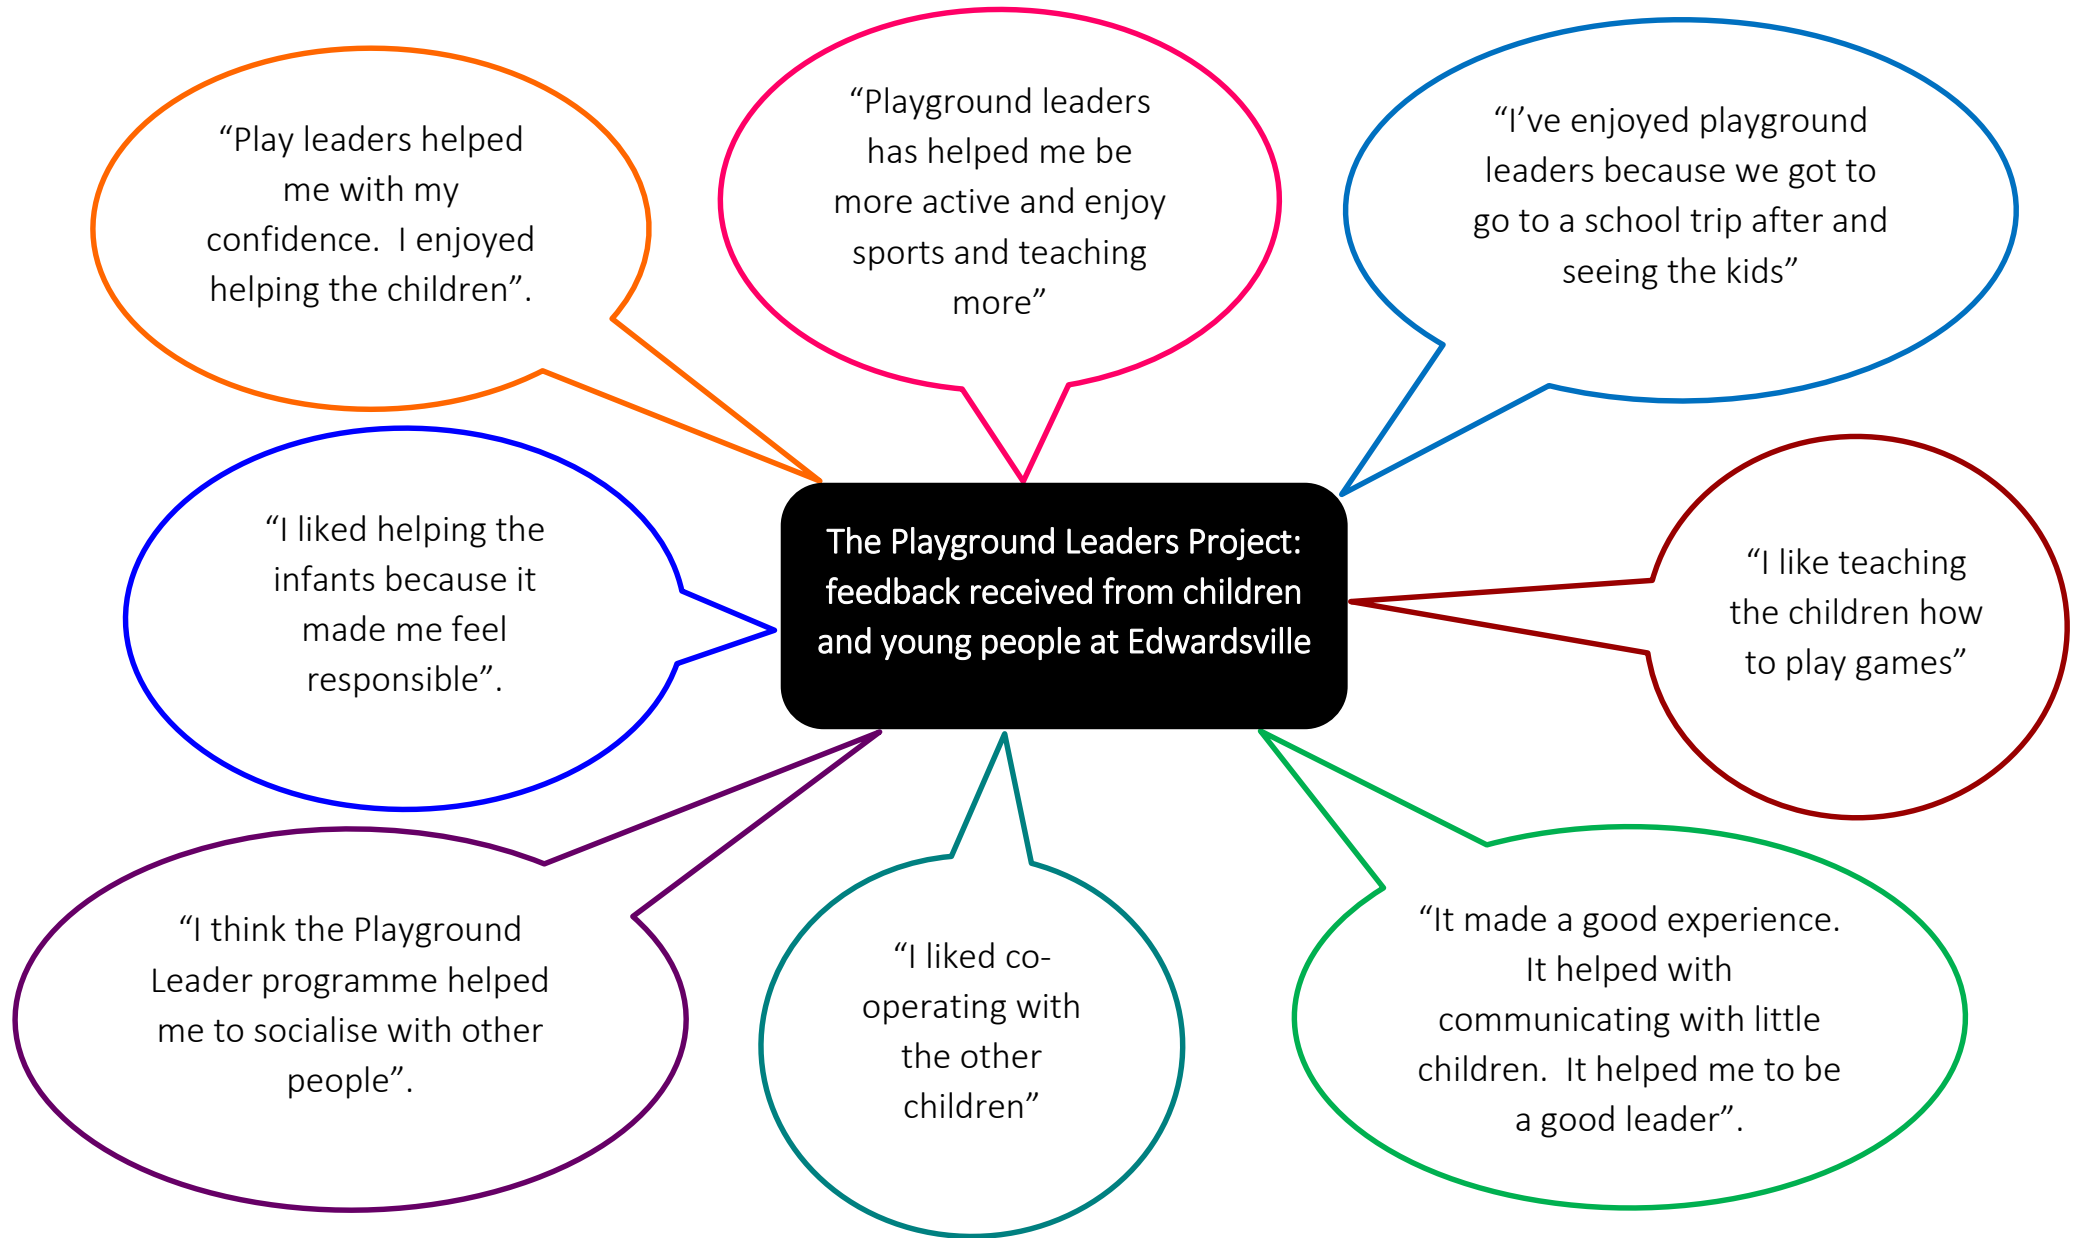 “Play leaders helped
me with my
confidence.  I enjoyed
helping the children”.
“Playground leaders
has helped me be
more active and enjoy
sports and teaching
more”
“I’ve enjoyed playground
leaders because we got to
go to a school trip after and
seeing the kids”
“I liked helping the
infants because it
made me feel
responsible”.
The Playground Leaders Project:
feedback received from children
and young people at Edwardsville
“I like teaching
the children how
to play games”
“I think the Playground
Leader programme helped
me to socialise with other
people”.
“I liked co-
operating with
the other
children”
“It made a good experience.
It helped with
communicating with little
children.  It helped me to be
a good leader”.